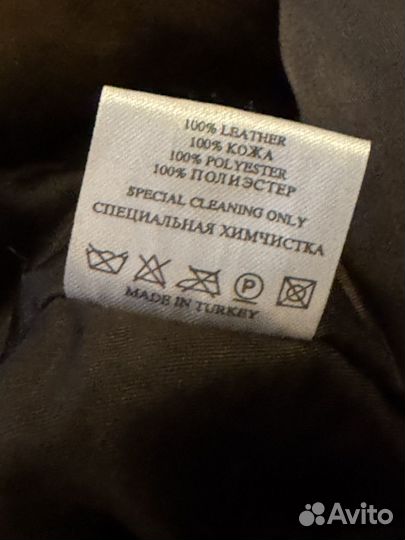 100% LEATHER
100% КОЖА
100% POLYESTER
100% ПОЛИЭСТЕР
SPECIAL CLEANING ONLY
СПЕЦИАЛЬНАЯ ХИМЧИСТКА
P
MADE IN TURKEY
Avito